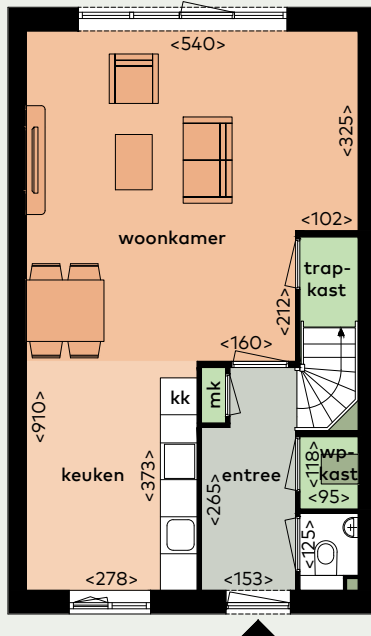 <540>
<325>
<102>
woonkamer
trap-
kast
<212>
<160>
kk
mk
<910>
keuken
<373>
<265>
entree
<118>
wp-
kast
<95>
<125>
<278>
<153>